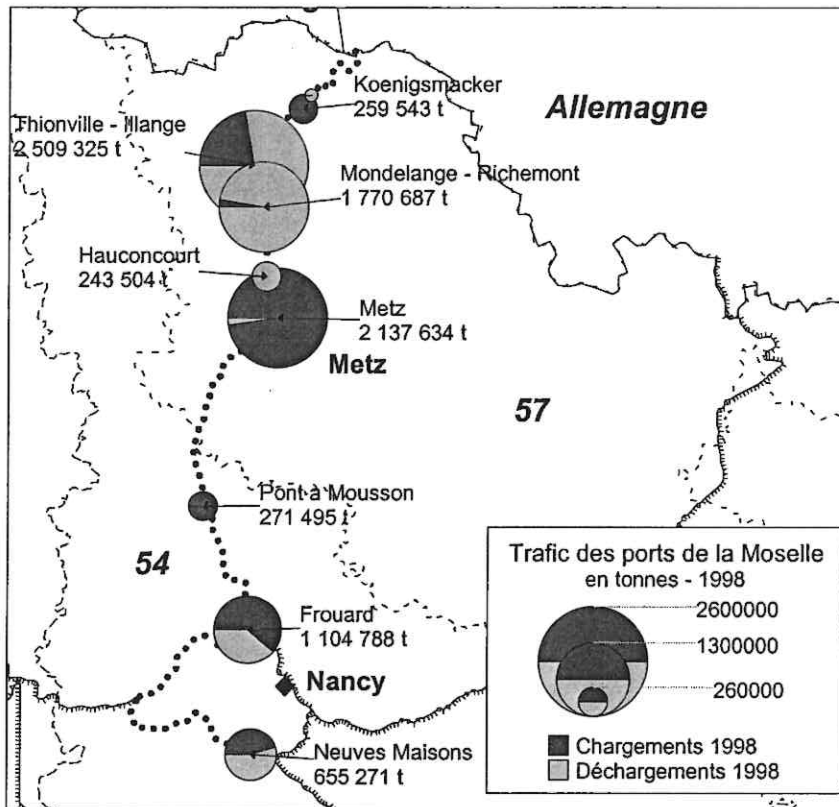 Koenigsmacker
259 543 t
Allemagne
Thionville - Illange
2 509 325 t
Mondelange - Richemont
1 770 687 t
Hauconcourt
243 504 t
Metz
2 137 634 t
Metz
57
Pont à Mousson
271 495 t
54
Frouard
1 104 788 t
Nancy
Neuves Maisons
655 271 t
Trafic des ports de la Moselle
en tonnes - 1998
2600000
1300000
260000
Chargements 1998
Déchargements 1998